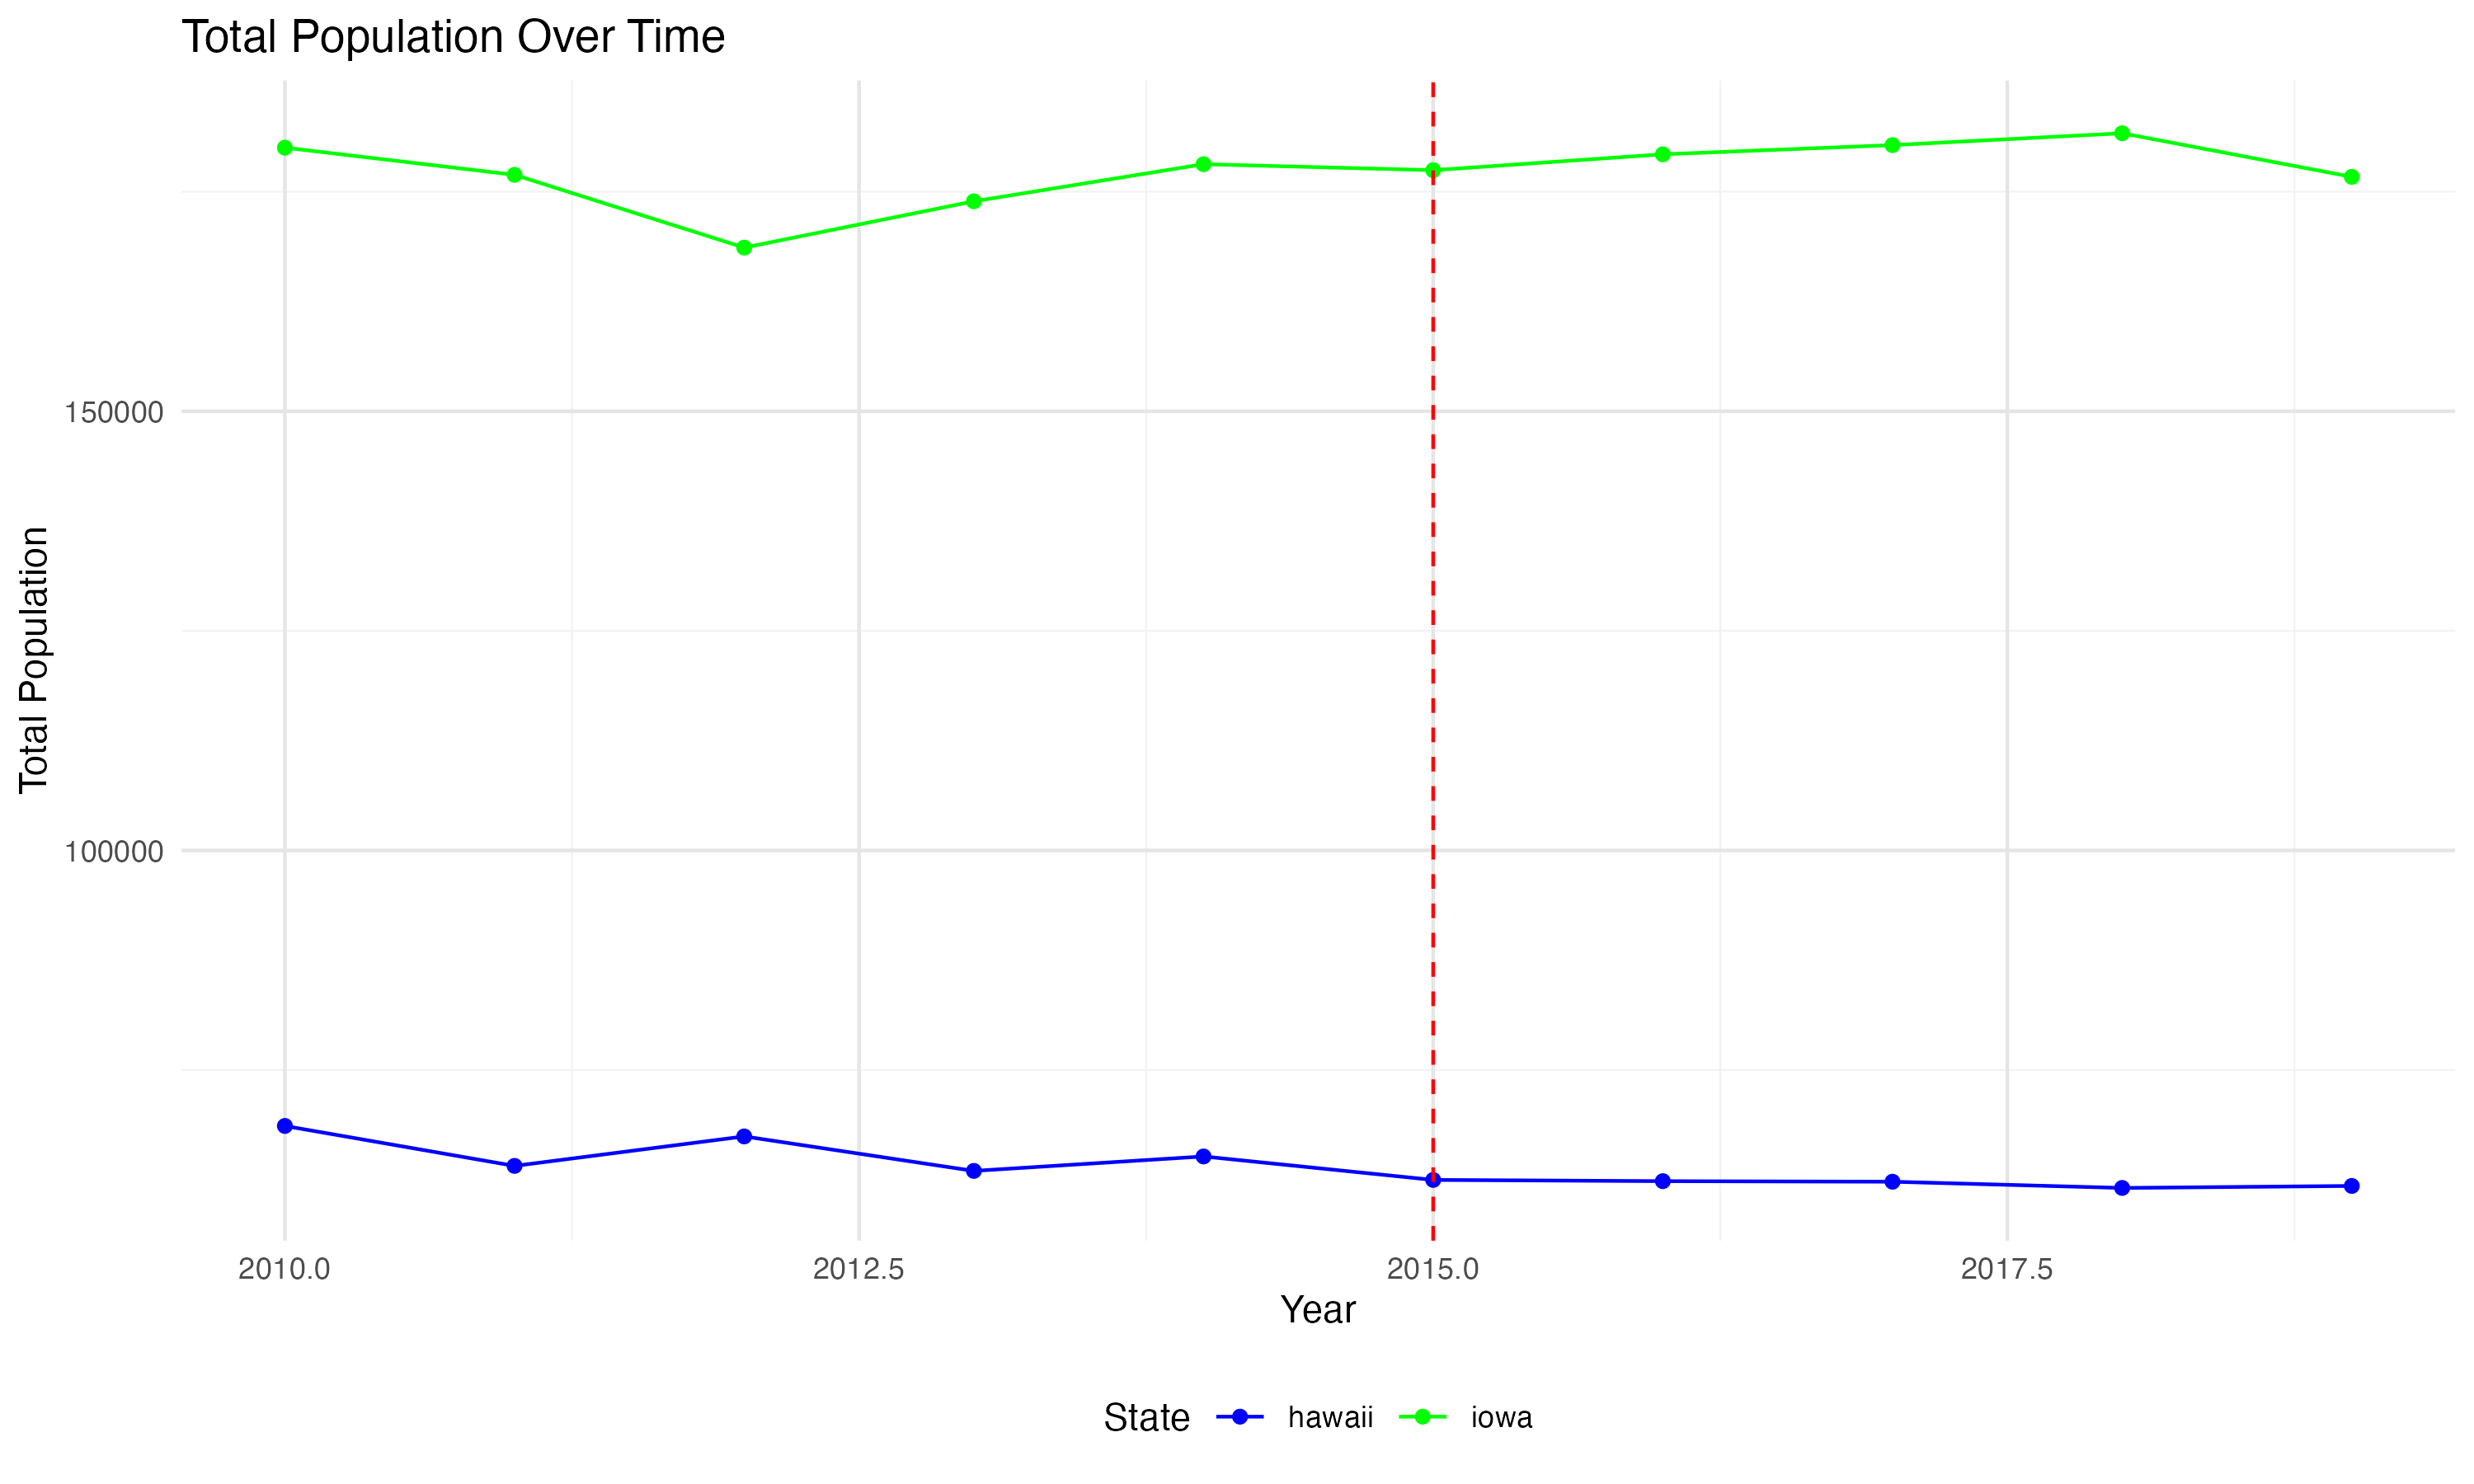 Total Population Over Time
Total Population
150000
100000
2010.0 2012.5 2015.0 2017.5
Year
State hawaii iowa